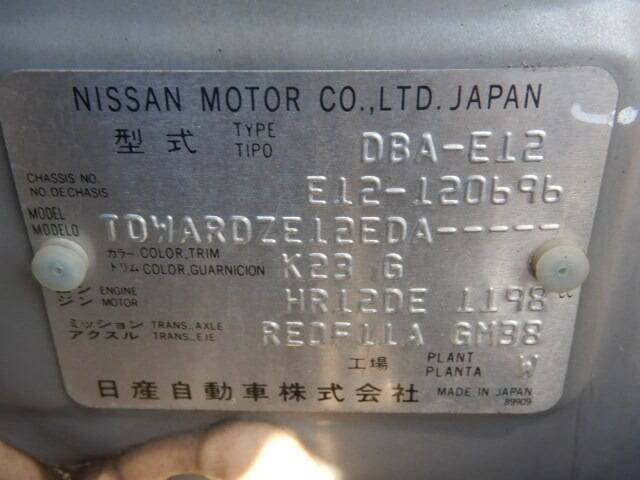 NISSAN MOTOR CO.,LTD. JAPAN
型式 TYPE TIPO DBA-E12
CHASSIS NO. NO. DE CHASIS E12-120696
MODEL MODELO TDWARDZE12EDA-----
カラー COLOR,TRIM
トリム COLOR,GUARNICION K23 G
ジン ENGINE MOTOR HR12DE 1198 cc
ミッション TRANS.,AXLE
アクスル TRANS.,EJE RE0F11A GM38
工場 PLANT PLANTA W
日産自動車株式会社 MADE IN JAPAN
89909